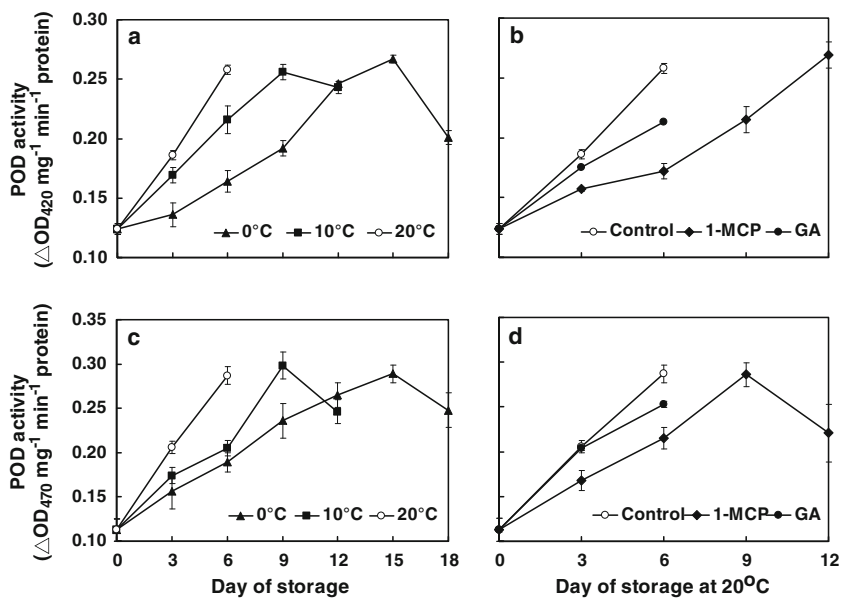 a
b
POD activity
(△OD420 mg-1 min-1 protein)
0.30
0.25
0.20
0.15
0.10
0°C 10°C 20°C
Control 1-MCP GA
c
d
POD activity
(△OD470 mg-1 min-1 protein)
0.35
0.30
0.25
0.20
0.15
0.10
0°C 10°C 20°C
Control 1-MCP GA
0 3 6 9 12 15 18
0 3 6 9 12
Day of storage
Day of storage at 20°C